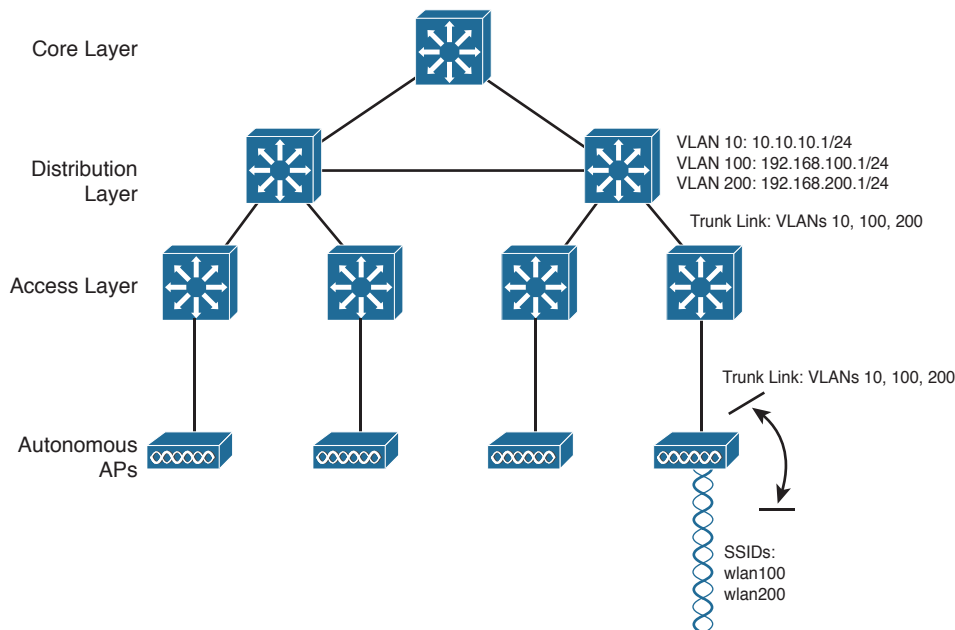 Core Layer
VLAN 10: 10.10.10.1/24
VLAN 100: 192.168.100.1/24
VLAN 200: 192.168.200.1/24
Distribution
Layer
Trunk Link: VLANs 10, 100, 200
Access Layer
Trunk Link: VLANs 10, 100, 200
Autonomous
APs
SSIDs:
wlan100
wlan200